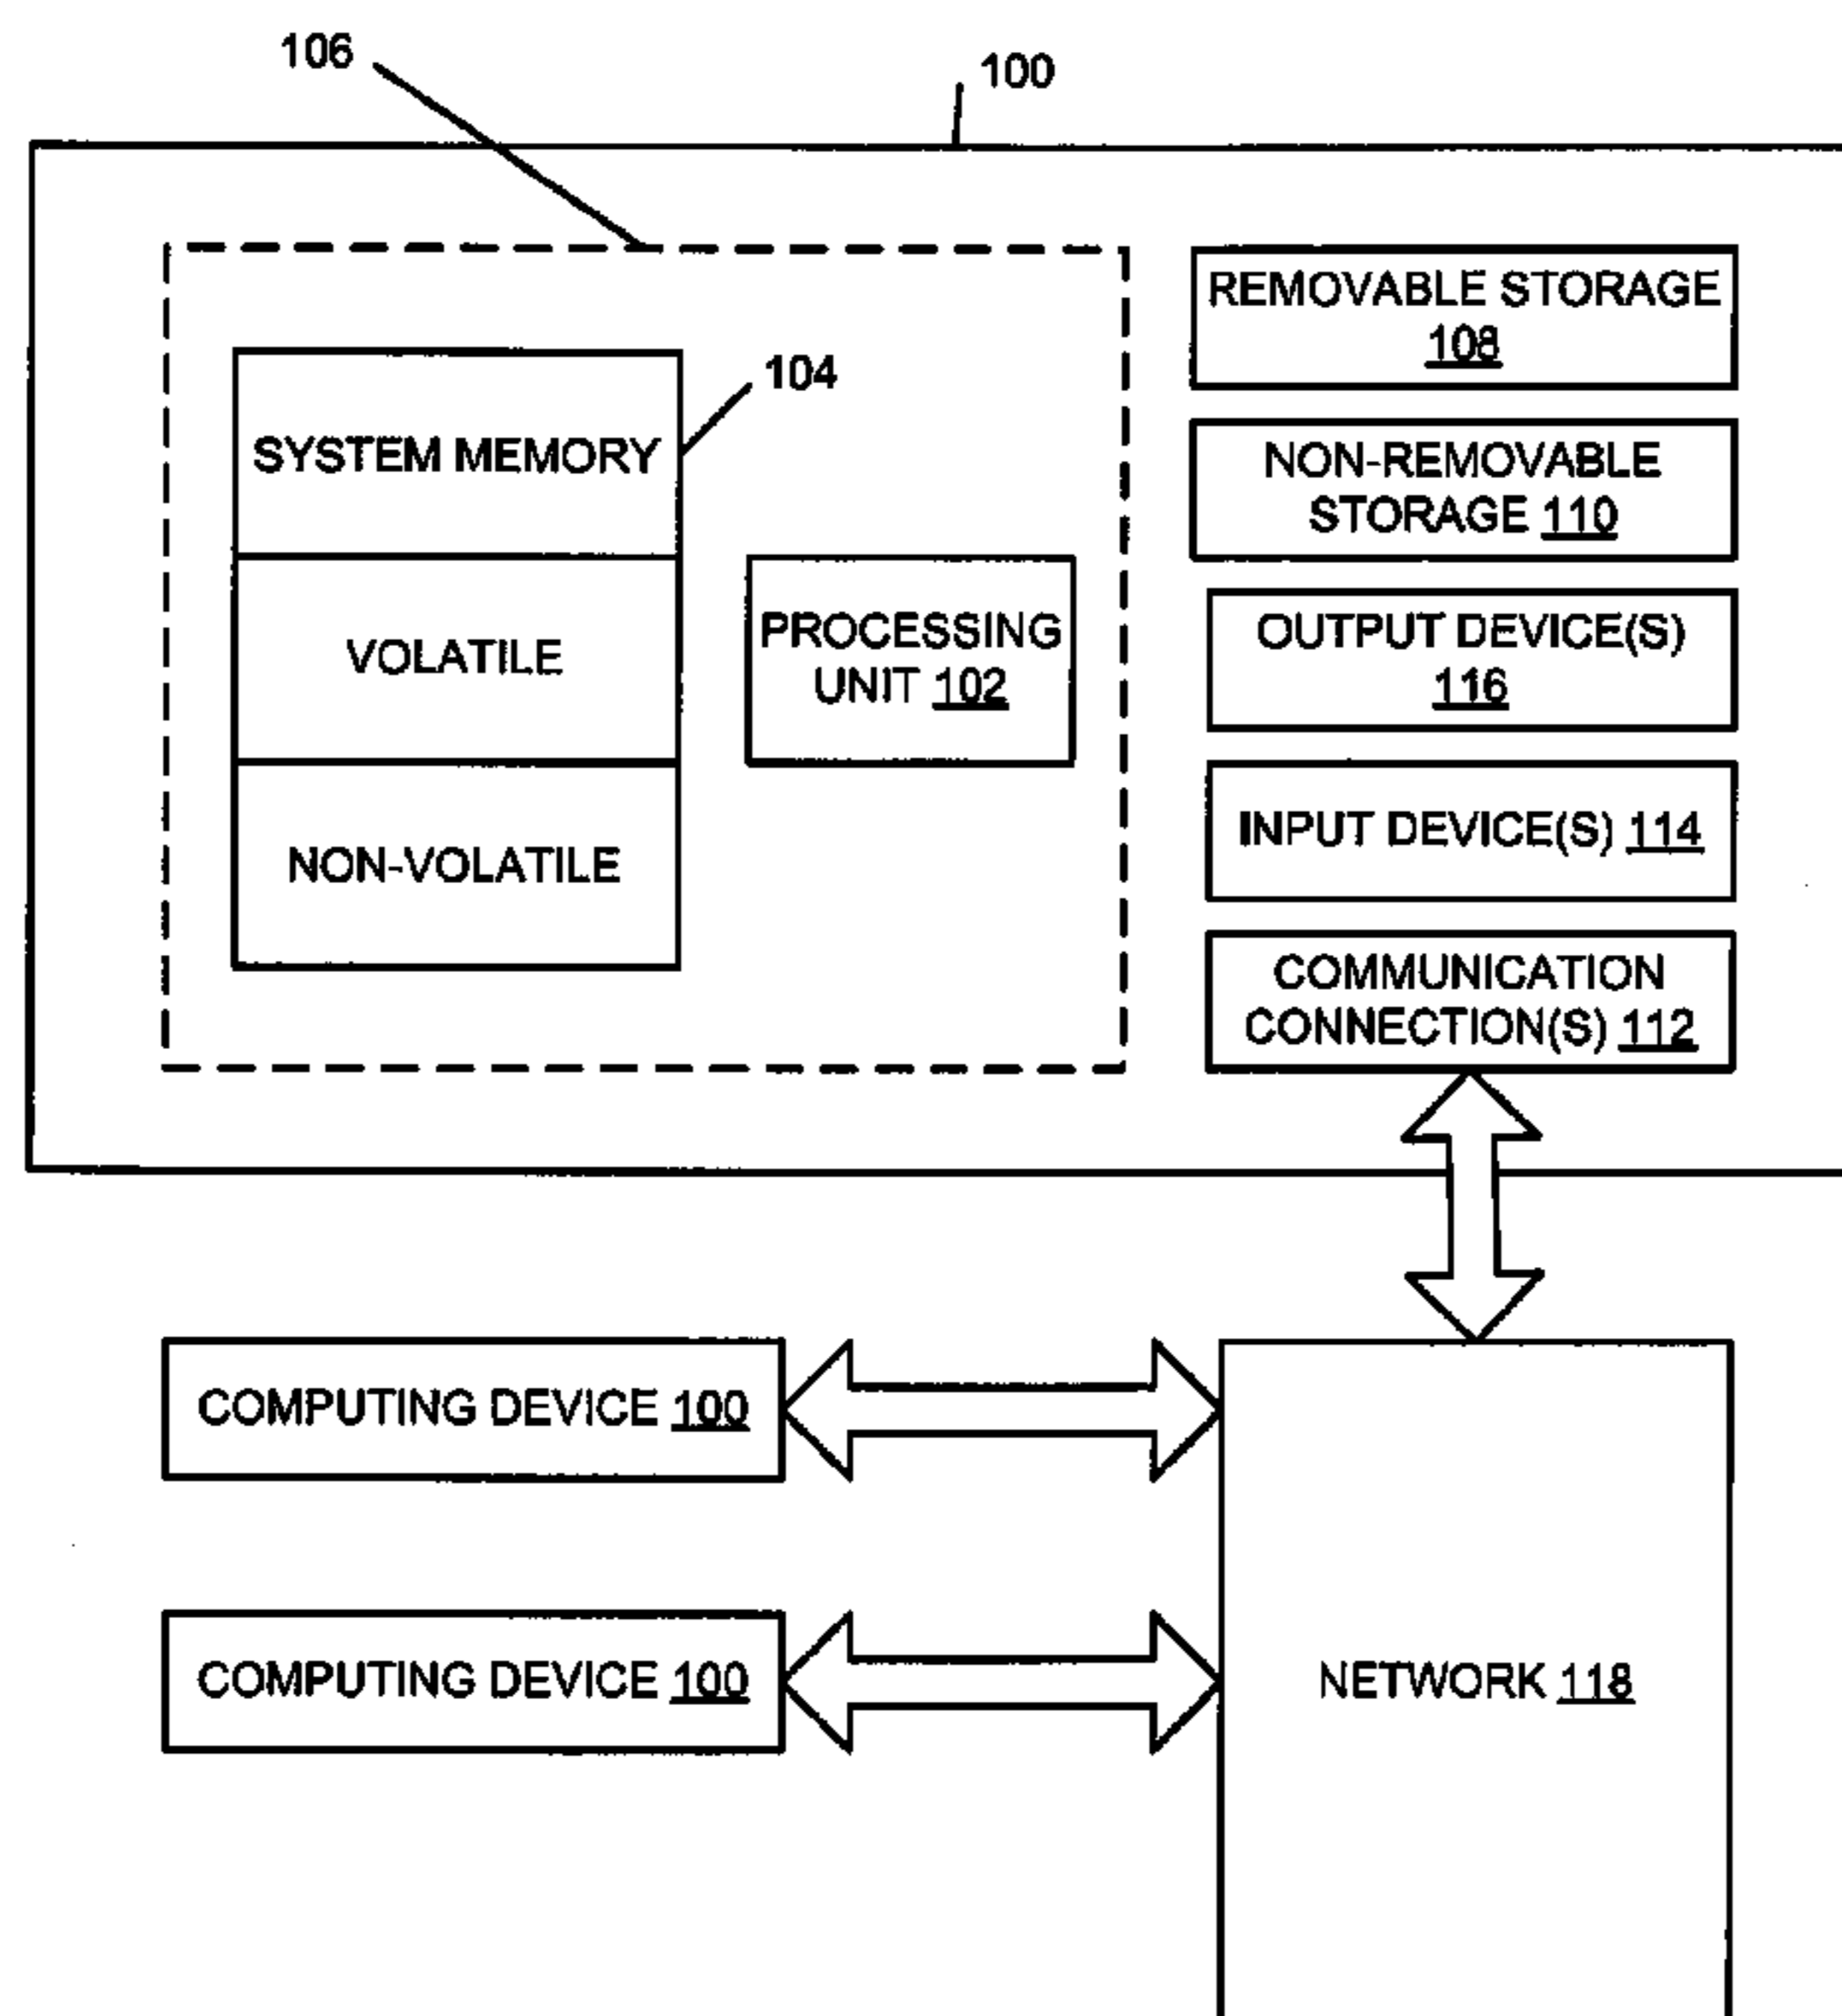 106
100
REMOVABLE STORAGE
108
104
SYSTEM MEMORY
NON-REMOVABLE
STORAGE 110
VOLATILE
PROCESSING
UNIT 102
OUTPUT DEVICE(S)
116
NON-VOLATILE
INPUT DEVICE(S) 114
COMMUNICATION
CONNECTION(S) 112
COMPUTING DEVICE 100
COMPUTING DEVICE 100
NETWORK 118